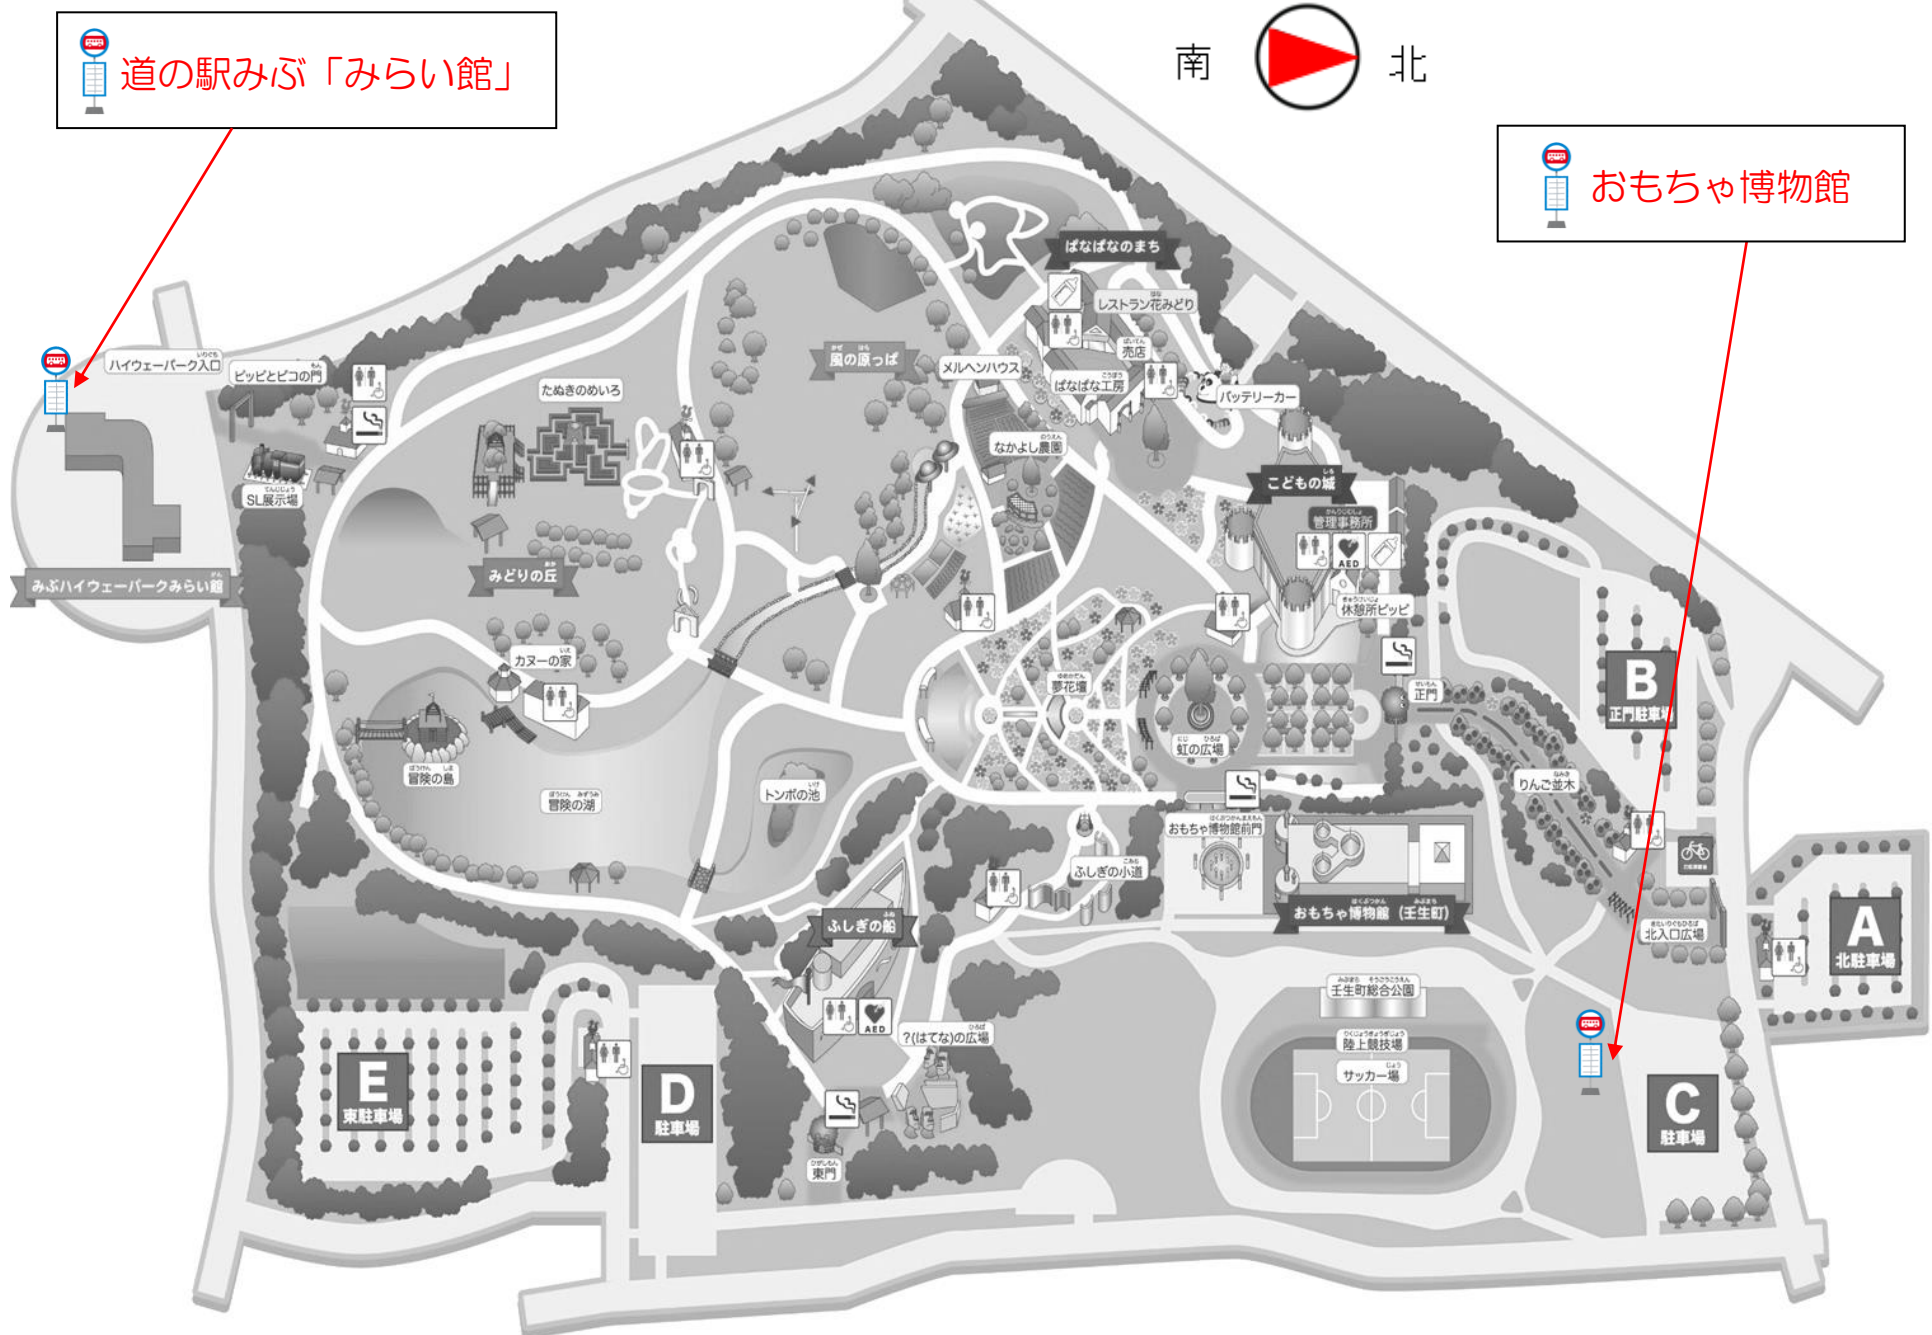 道の駅みぶ「みらい館」
南
北
おもちゃ博物館
ぱなぱなのまち
レストラン花みどり
売店
ぱなぱな工房
バッテリーカー
メルヘンハウス
風の原っぱ
ハイウェーパーク入口
ピッピとピコの門
たぬきのめいろ
なかよし農園
こどもの城
管理事務所
AED
SL展示場
みぶハイウェーパークみらい館
みどりの丘
休憩所ピッピ
カヌーの家
夢花壇
正門
B
正門駐車場
虹の広場
冒険の島
冒険の湖
トンボの池
りんご並木
おもちゃ博物館前門
ふしぎの小道
ふしぎの船
おもちゃ博物館（壬生町）
北入口広場
A
北駐車場
壬生町総合公園
AED
?(はてな)の広場
陸上競技場
サッカー場
E
東駐車場
D
駐車場
C
駐車場
東門